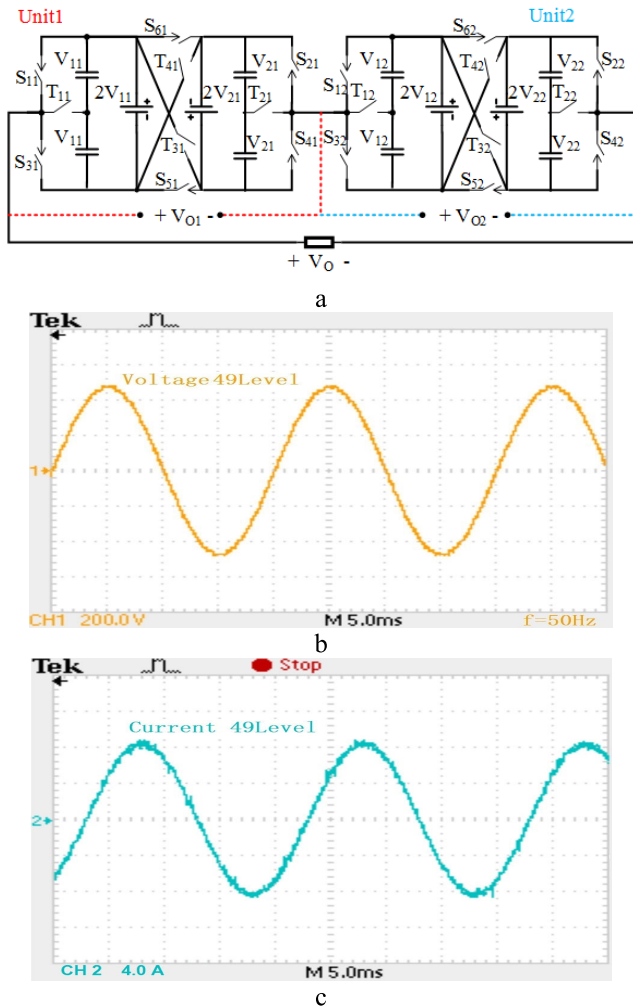 Unit1 Unit2
S61 S62
S11 V11 T41 V21 S21 S12 V12 T42 V22 S22
T11 2V11 2V21 T21 T12 2V12 2V22 T22
S31 V11 T31 V21 S41 S32 V12 T32 V22 S42
S51 S52
+ VO1 - + VO2 -
+ VO -
a
Tek
Voltage49Level
1
CH1 200.0V M 5.0ms f=50Hz
b
Tek Stop
Current 49Level
2
CH 2 4.0 A M 5.0ms
c